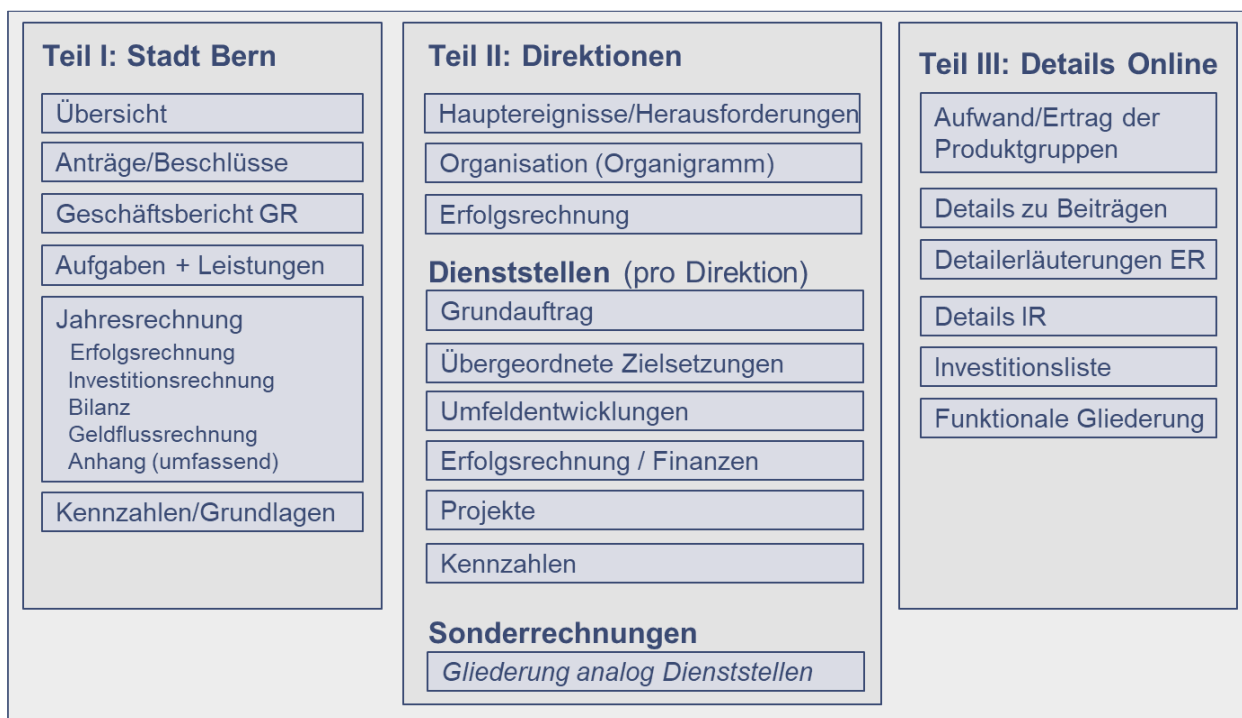 Teil I: Stadt Bern
Übersicht
Anträge/Beschlüsse
Geschäftsbericht GR
Aufgaben + Leistungen
Jahresrechnung
Erfolgsrechnung
Investitionsrechnung
Bilanz
Geldflussrechnung
Anhang (umfassend)
Kennzahlen/Grundlagen
Teil II: Direktionen
Hauptereignisse/Herausforderungen
Organisation (Organigramm)
Erfolgsrechnung
Dienststellen (pro Direktion)
Grundauftrag
Übergeordnete Zielsetzungen
Umfeldentwicklungen
Erfolgsrechnung / Finanzen
Projekte
Kennzahlen
Sonderrechnungen
Gliederung analog Dienststellen
Teil III: Details Online
Aufwand/Ertrag der
Produktgruppen
Details zu Beiträgen
Detailerläuterungen ER
Details IR
Investitionsliste
Funktionale Gliederung